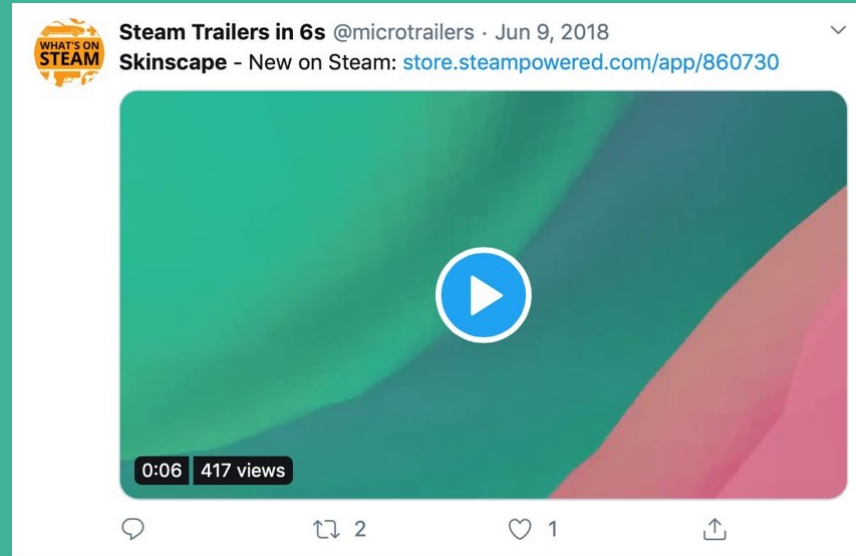 WHAT'S ON
STEAM
Steam Trailers in 6s @microtrailers · Jun 9, 2018
Skinscape - New on Steam: store.steampowered.com/app/860730
0:06 417 views
2 1